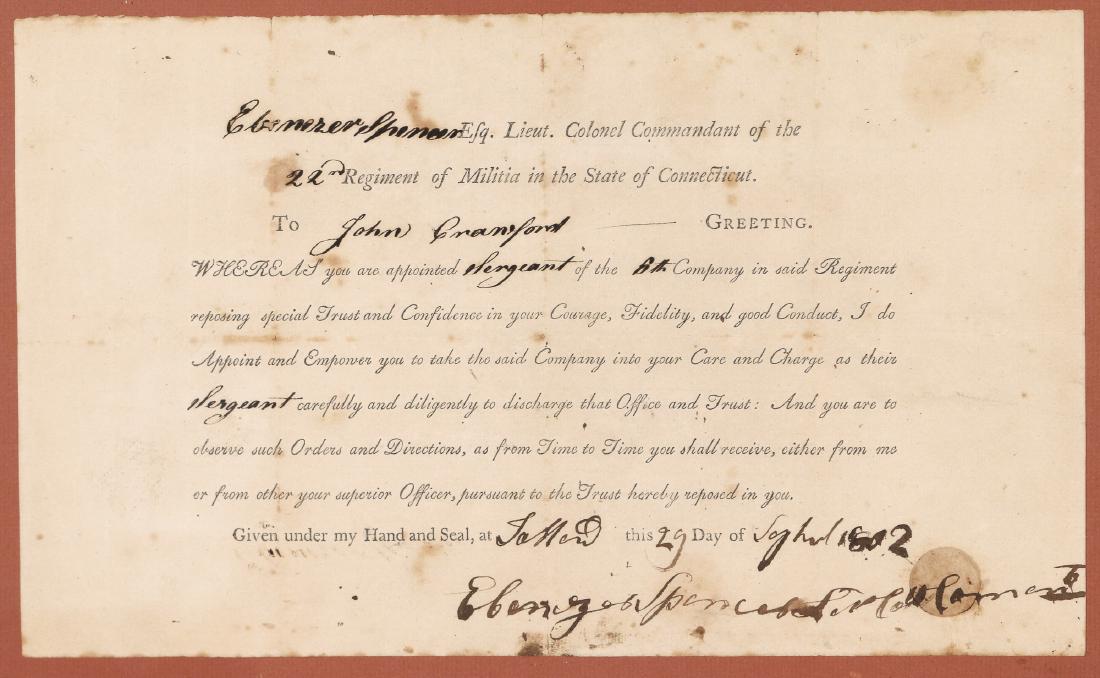 Ebenezer Spencer Esq. Lieut. Colonel Commandant of the
22nd Regiment of Militia in the State of Connecticut.
To John Crawford —— GREETING.
WHEREAS you are appointed Sergeant of the 8th Company in said Regiment
reposing special Trust and Confidence in your Courage, Fidelity, and good Conduct, I do
Appoint and Empower you to take the said Company into your Care and Charge as their
Sergeant carefully and diligently to discharge that Office and Trust: And you are to
observe such Orders and Directions, as from Time to Time you shall receive, either from me
or from other your superior Officer, pursuant to the Trust hereby reposed in you.
Given under my Hand and Seal, at this 29 Day of 1802
Ebenezer Spencer